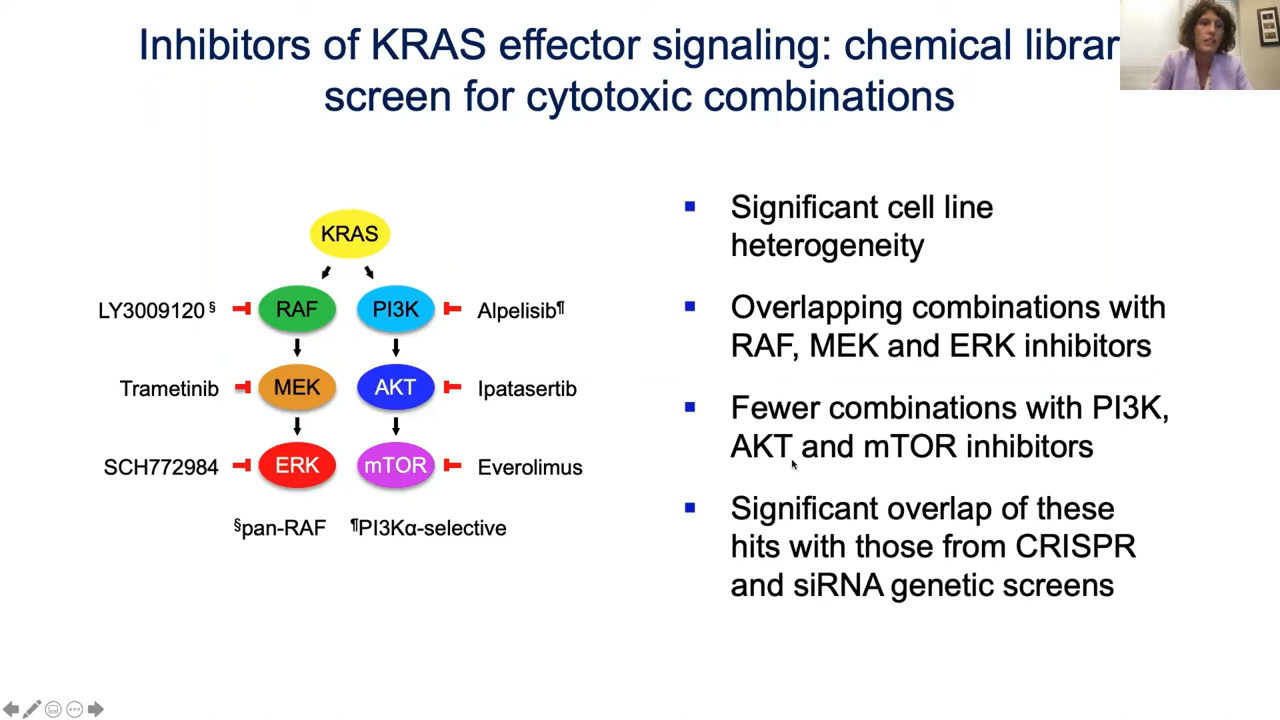 Inhibitors of KRAS effector signaling: chemical librar
screen for cytotoxic combinations
KRAS
LY3009120 §
RAF
PI3K
Alpelisib¶
Trametinib
MEK
AKT
Ipatasertib
SCH772984
ERK
mTOR
Everolimus
§pan-RAF
¶PI3Kα-selective
Significant cell line
heterogeneity
Overlapping combinations with
RAF, MEK and ERK inhibitors
Fewer combinations with PI3K,
AKT and mTOR inhibitors
Significant overlap of these
hits with those from CRISPR
and siRNA genetic screens